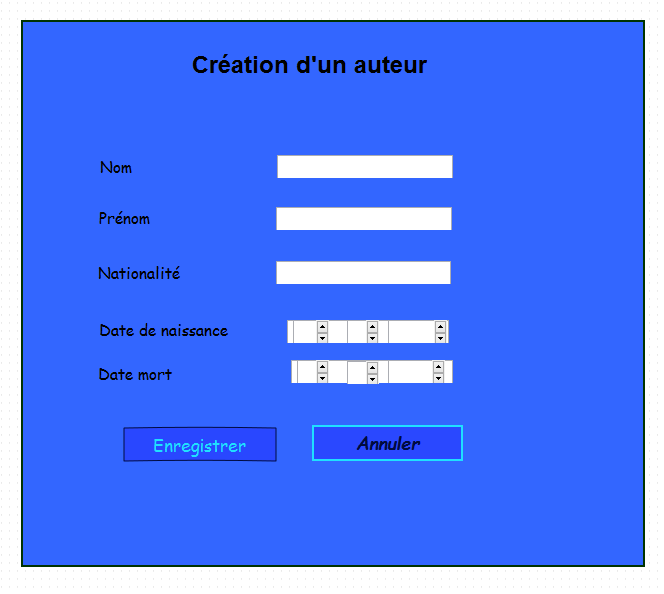 Création d'un auteur
Nom
Prénom
Nationalité
Date de naissance
Date mort
Enregistrer Annuler